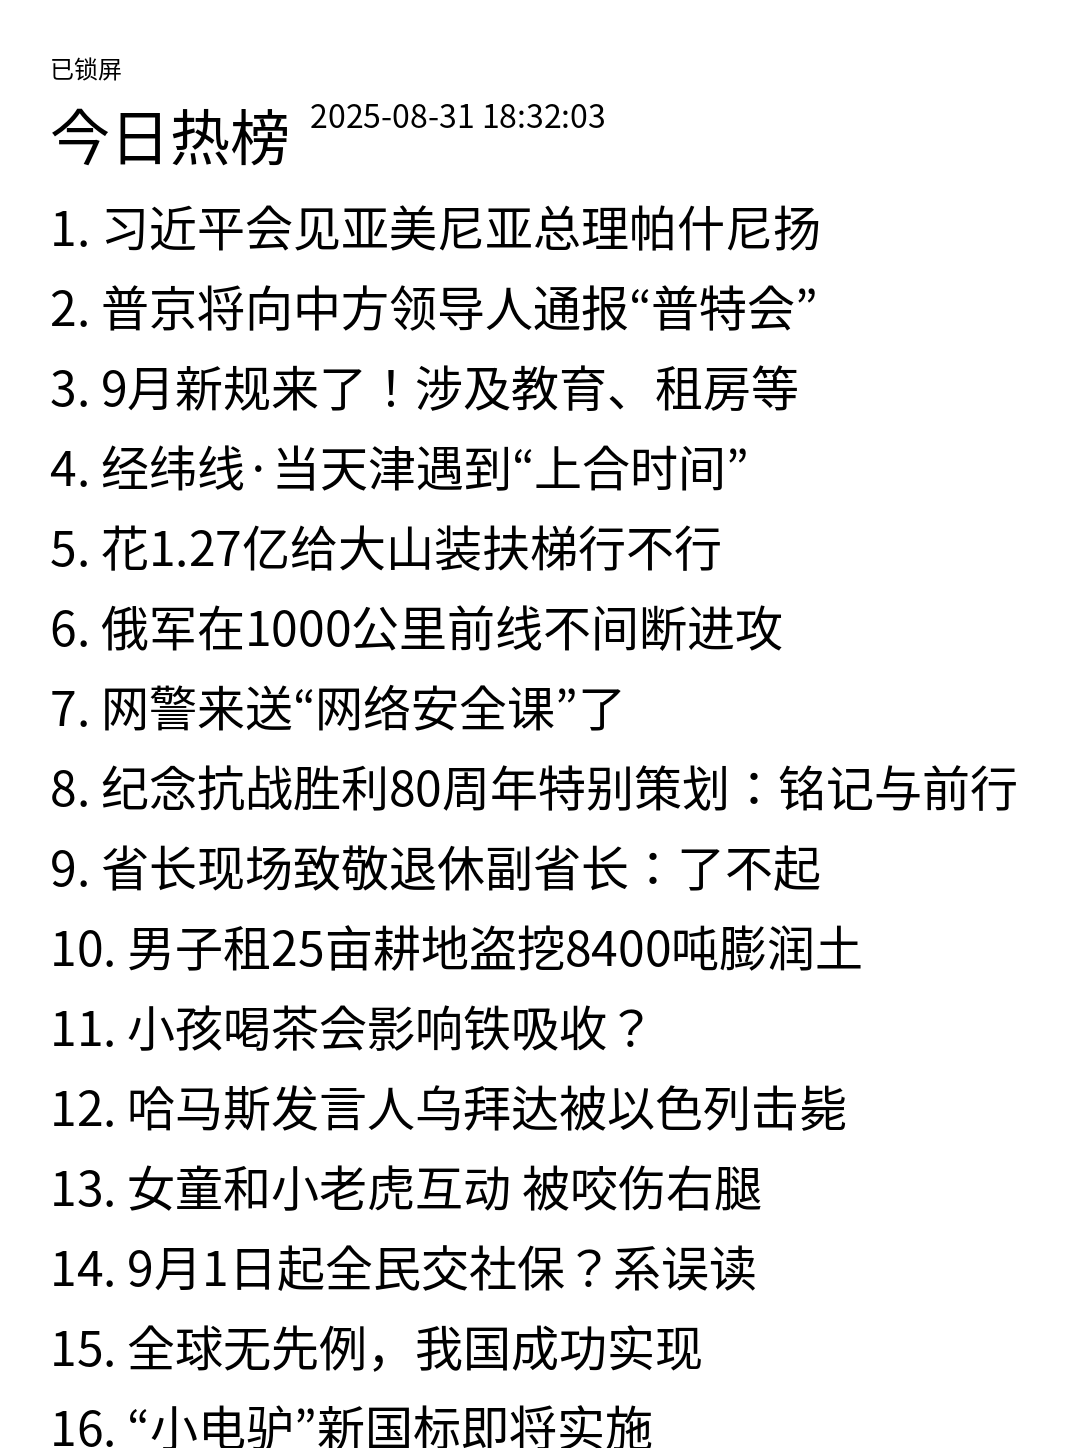 已锁屏
今日热榜 2025-08-31 18:32:03
1. 习近平会见亚美尼亚总理帕什尼扬
2. 普京将向中方领导人通报“普特会”
3. 9月新规来了！涉及教育、租房等
4. 经纬线·当天津遇到“上合时间”
5. 花1.27亿给大山装扶梯行不行
6. 俄军在1000公里前线不间断进攻
7. 网警来送“网络安全课”了
8. 纪念抗战胜利80周年特别策划：铭记与前行
9. 省长现场致敬退休副省长：了不起
10. 男子租25亩耕地盗挖8400吨膨润土
11. 小孩喝茶会影响铁吸收？
12. 哈马斯发言人乌拜达被以色列击毙
13. 女童和小老虎互动 被咬伤右腿
14. 9月1日起全民交社保？系误读
15. 全球无先例，我国成功实现
16. “小电驴”新国标即将实施